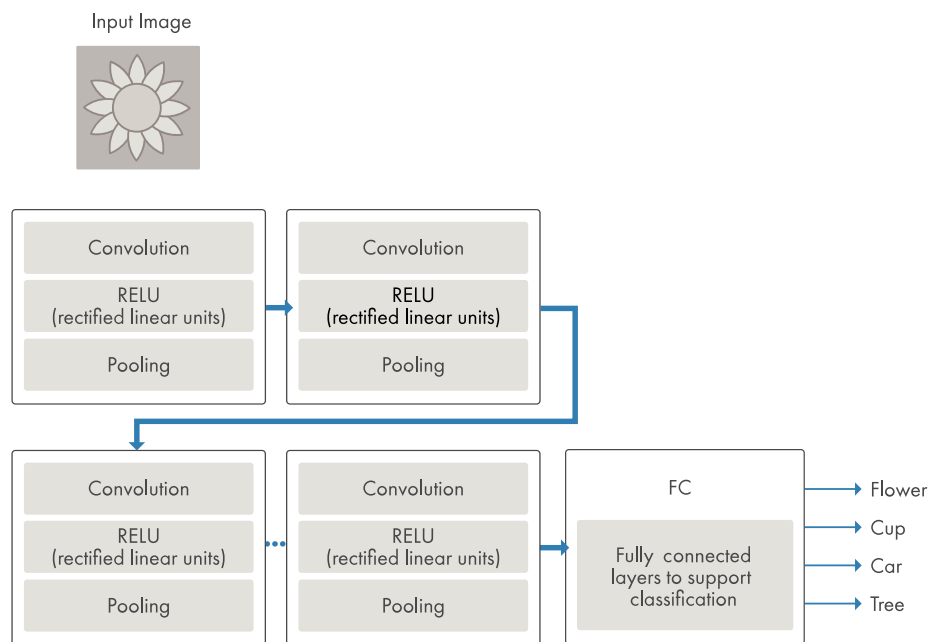 Input Image
Convolution
RELU
(rectified linear units)
Pooling
Convolution
RELU
(rectified linear units)
Pooling
Convolution
RELU
(rectified linear units)
Pooling
Convolution
RELU
(rectified linear units)
Pooling
FC
Fully connected
layers to support
classification
Flower
Cup
Car
Tree